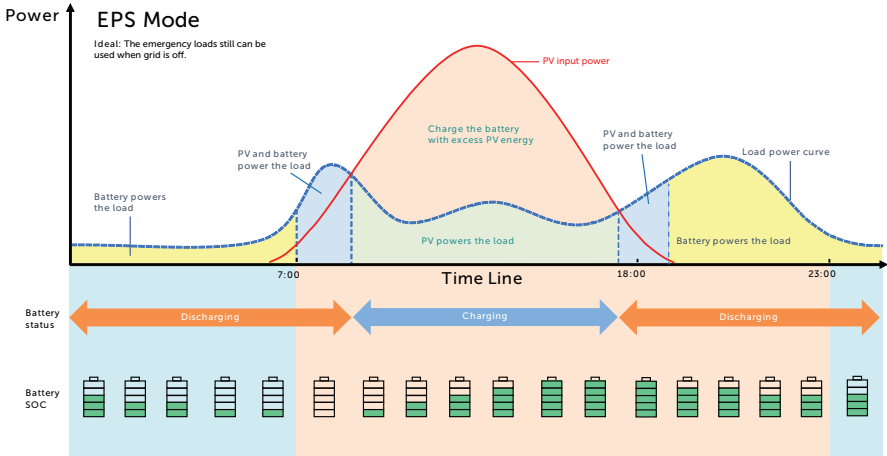 Power
EPS Mode
Ideal: The emergency loads still can be
used when grid is off.
PV input power
Charge the battery
with excess PV energy
PV and battery
power the load
PV and battery
power the load
Load power curve
Battery powers
the load
PV powers the load
Battery powers the load
7:00
Time Line
18:00
23:00
Battery
status
Discharging
Charging
Discharging
Battery
SOC